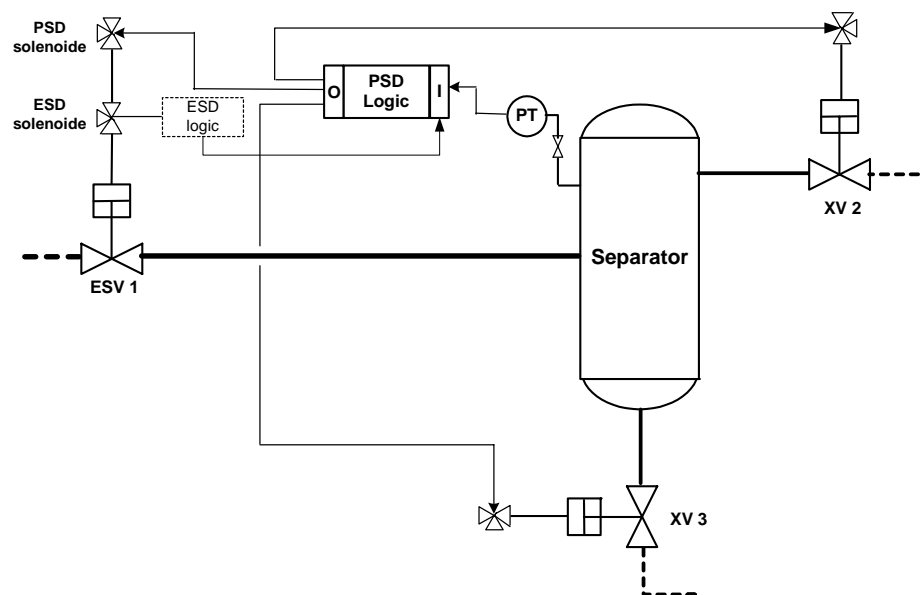 PSD
solenoide
ESD
solenoide
ESD
logic
O
PSD
Logic
I
PT
XV 2
Separator
ESV 1
XV 3